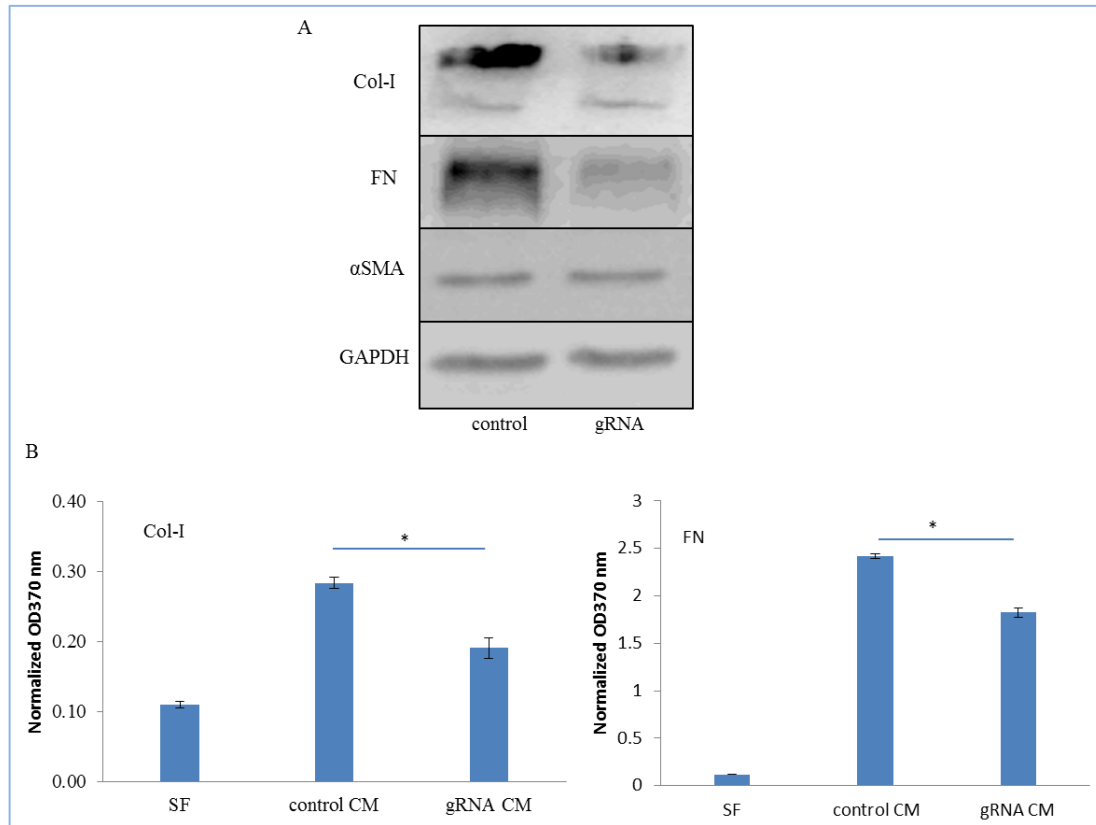 A
Col-I
FN
αSMA
GAPDH
control gRNA
B
Col-I
*
Normalized OD370 nm
0.40
0.30
0.20
0.10
0.00
SF control CM gRNA CM
FN
*
Normalized OD370 nm
3
2.5
2
1.5
1
0.5
0
SF control CM gRNA CM